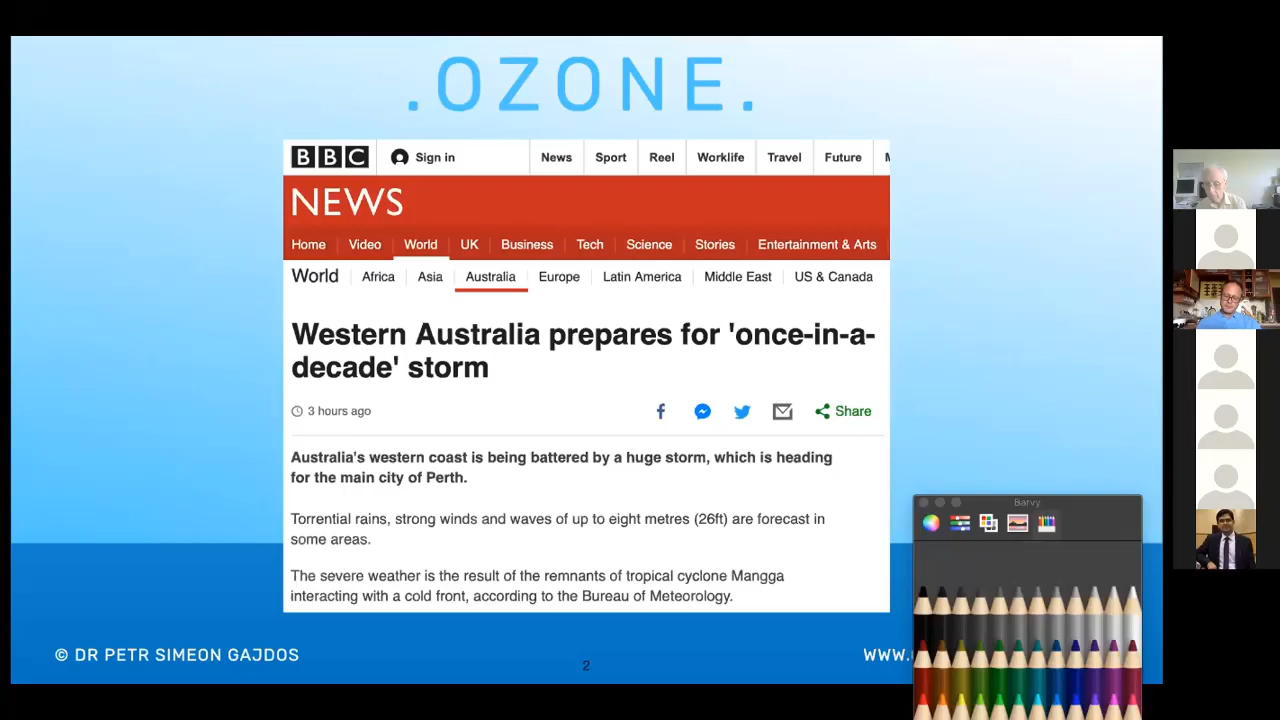 .OZONE.
BBC Sign in News Sport Reel Worklife Travel Future
NEWS
Home Video World UK Business Tech Science Stories Entertainment & Arts
World Africa Asia Australia Europe Latin America Middle East US & Canada
Western Australia prepares for 'once-in-a-
decade' storm
3 hours ago Share
Australia's western coast is being battered by a huge storm, which is heading
for the main city of Perth.
Torrential rains, strong winds and waves of up to eight metres (26ft) are forecast in
some areas.
The severe weather is the result of the remnants of tropical cyclone Mangga
interacting with a cold front, according to the Bureau of Meteorology.
Barvy
© DR PETR SIMEON GAJDOS
2
WWW.